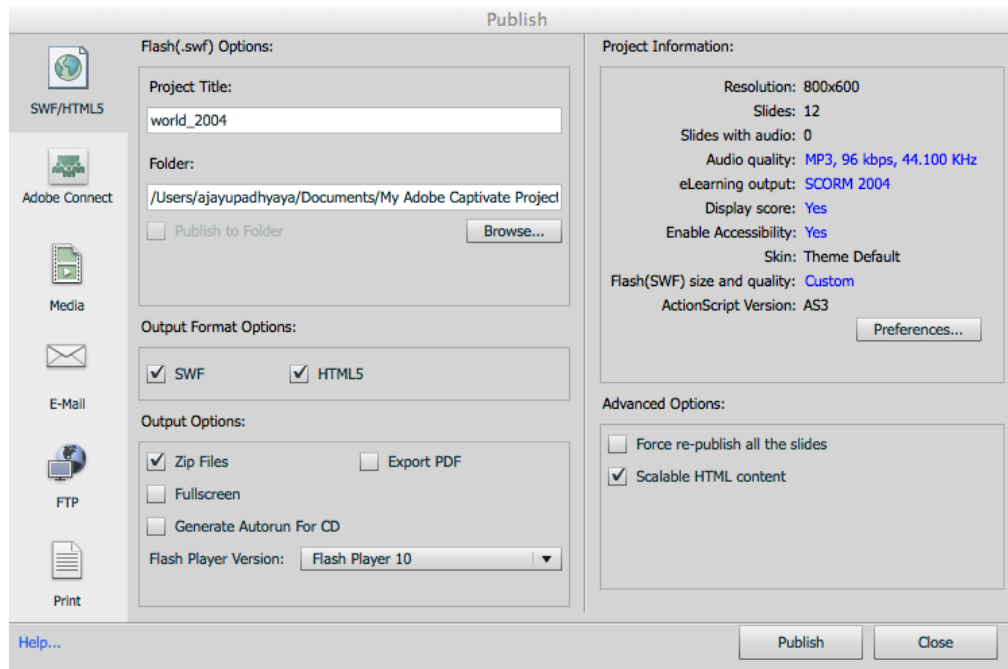 Publish
SWF/HTML5
Adobe Connect
Media
E-Mail
FTP
Print
Flash(.swf) Options:
Project Title:
world_2004
Folder:
/Users/ajayupadhyaya/Documents/My Adobe Captivate Project
Publish to Folder
Browse...
Output Format Options:
SWF HTML5
Output Options:
Zip Files Export PDF
Fullscreen
Generate Autorun For CD
Flash Player Version: Flash Player 10
Project Information:
Resolution: 800x600
Slides: 12
Slides with audio: 0
Audio quality: MP3, 96 kbps, 44.100 KHz
eLearning output: SCORM 2004
Display score: Yes
Enable Accessibility: Yes
Skin: Theme Default
Flash(SWF) size and quality: Custom
ActionScript Version: AS3
Preferences...
Advanced Options:
Force re-publish all the slides
Scalable HTML content
Help...
Publish Close